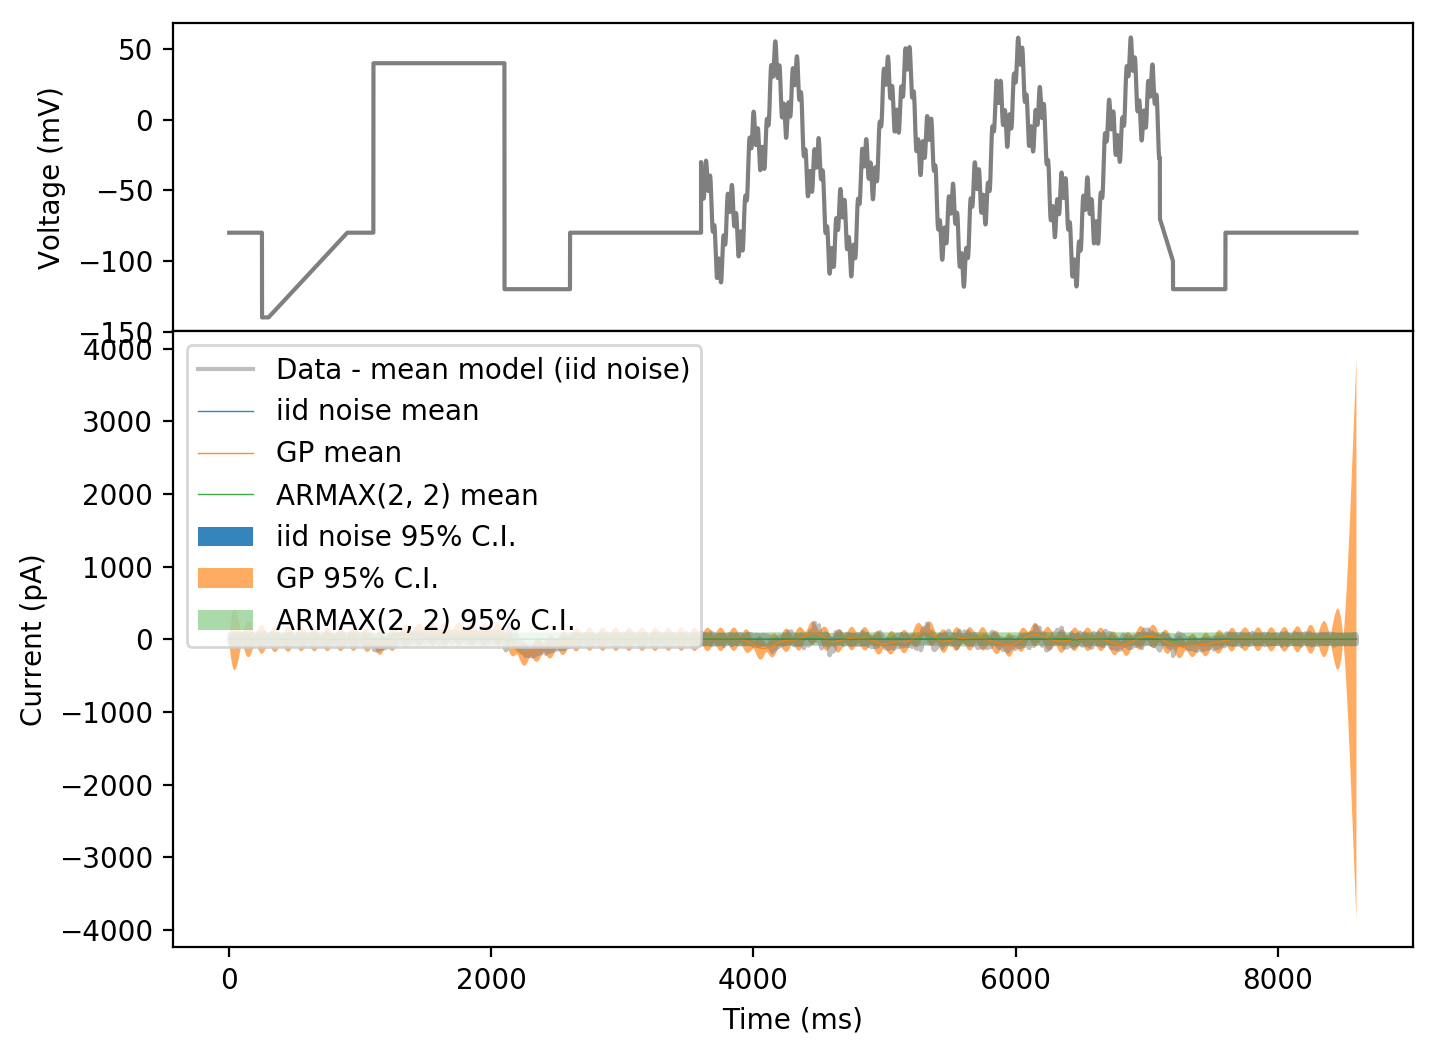 50
0
−50
−100
−150
Voltage (mV)
4000
3000
2000
1000
0
−1000
−2000
−3000
−4000
Current (pA)
Data - mean model (iid noise)
iid noise mean
GP mean
ARMAX(2, 2) mean
iid noise 95% C.I.
GP 95% C.I.
ARMAX(2, 2) 95% C.I.
0 2000 4000 6000 8000
Time (ms)